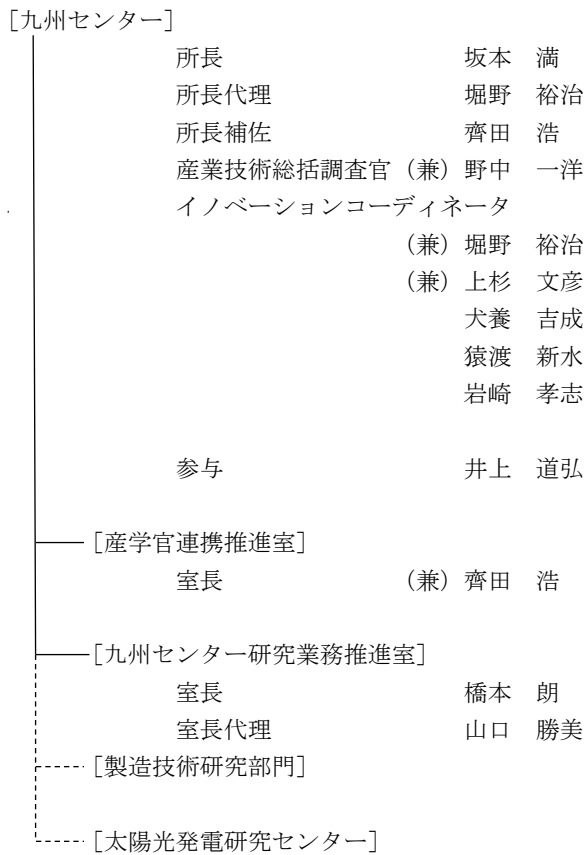 ［九州センター］
所長 坂本 満
所長代理 堀野 裕治
所長補佐 齊田 浩
産業技術総括調査官（兼）野中 一洋
イノベーションコーディネータ
（兼）堀野 裕治
（兼）上杉 文彦
犬養 吉成
猿渡 新水
岩崎 孝志
参与 井上 道弘
［産学官連携推進室］
室長 （兼）齊田 浩
［九州センター研究業務推進室］
室長 橋本 朗
室長代理 山口 勝美
［製造技術研究部門］
［太陽光発電研究センター］